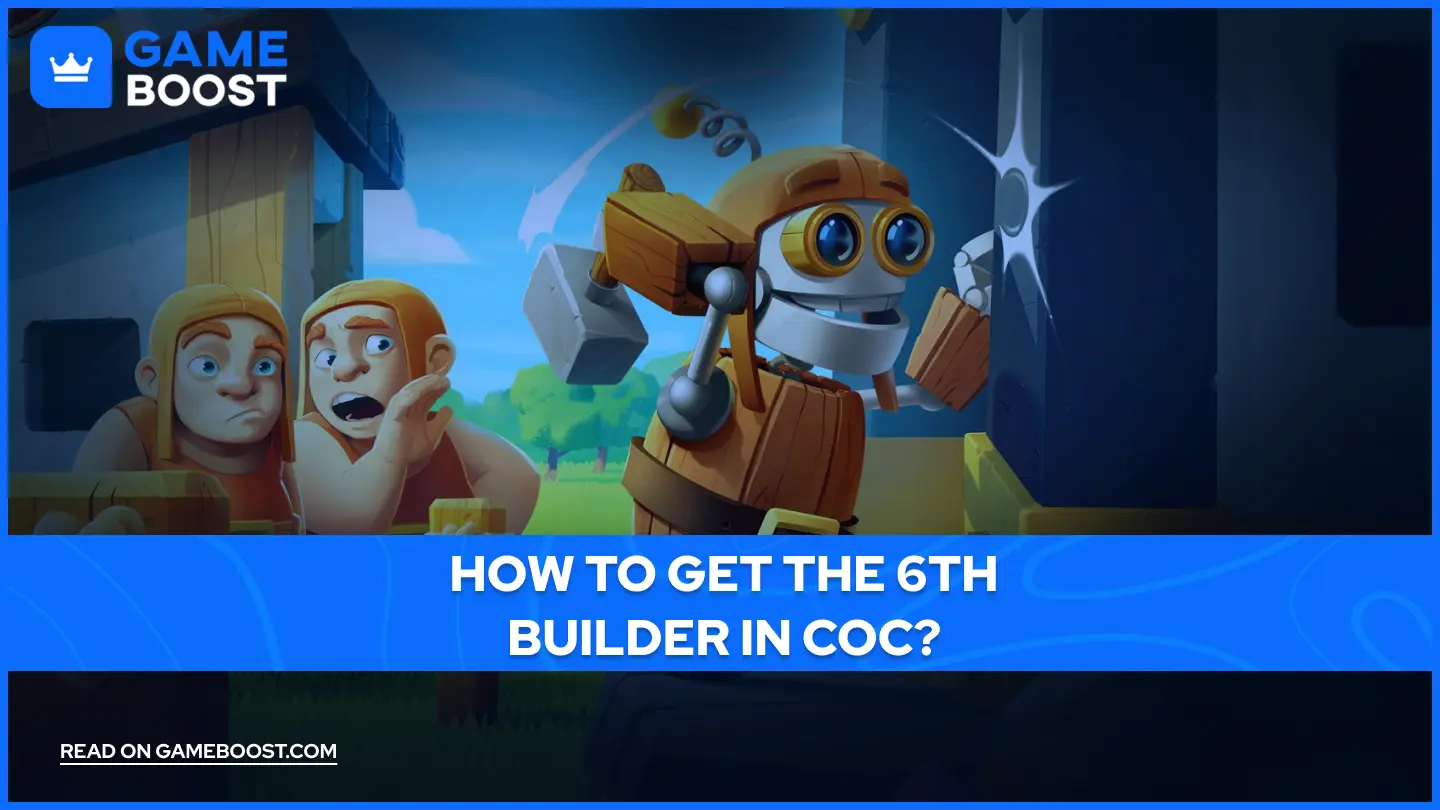 GAME
BOOST
HOW TO GET THE 6TH
BUILDER IN COC?
READ ON GAMEBOOST.COM